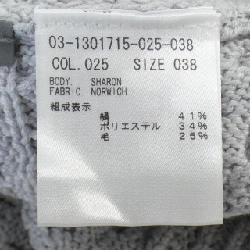 03-1301715-025-038
COL.025 SIZE 038
BODY. SHARON
FABRIC. NORWICH
組成表示
綿 41%
ポリエステル 34%
毛 25%